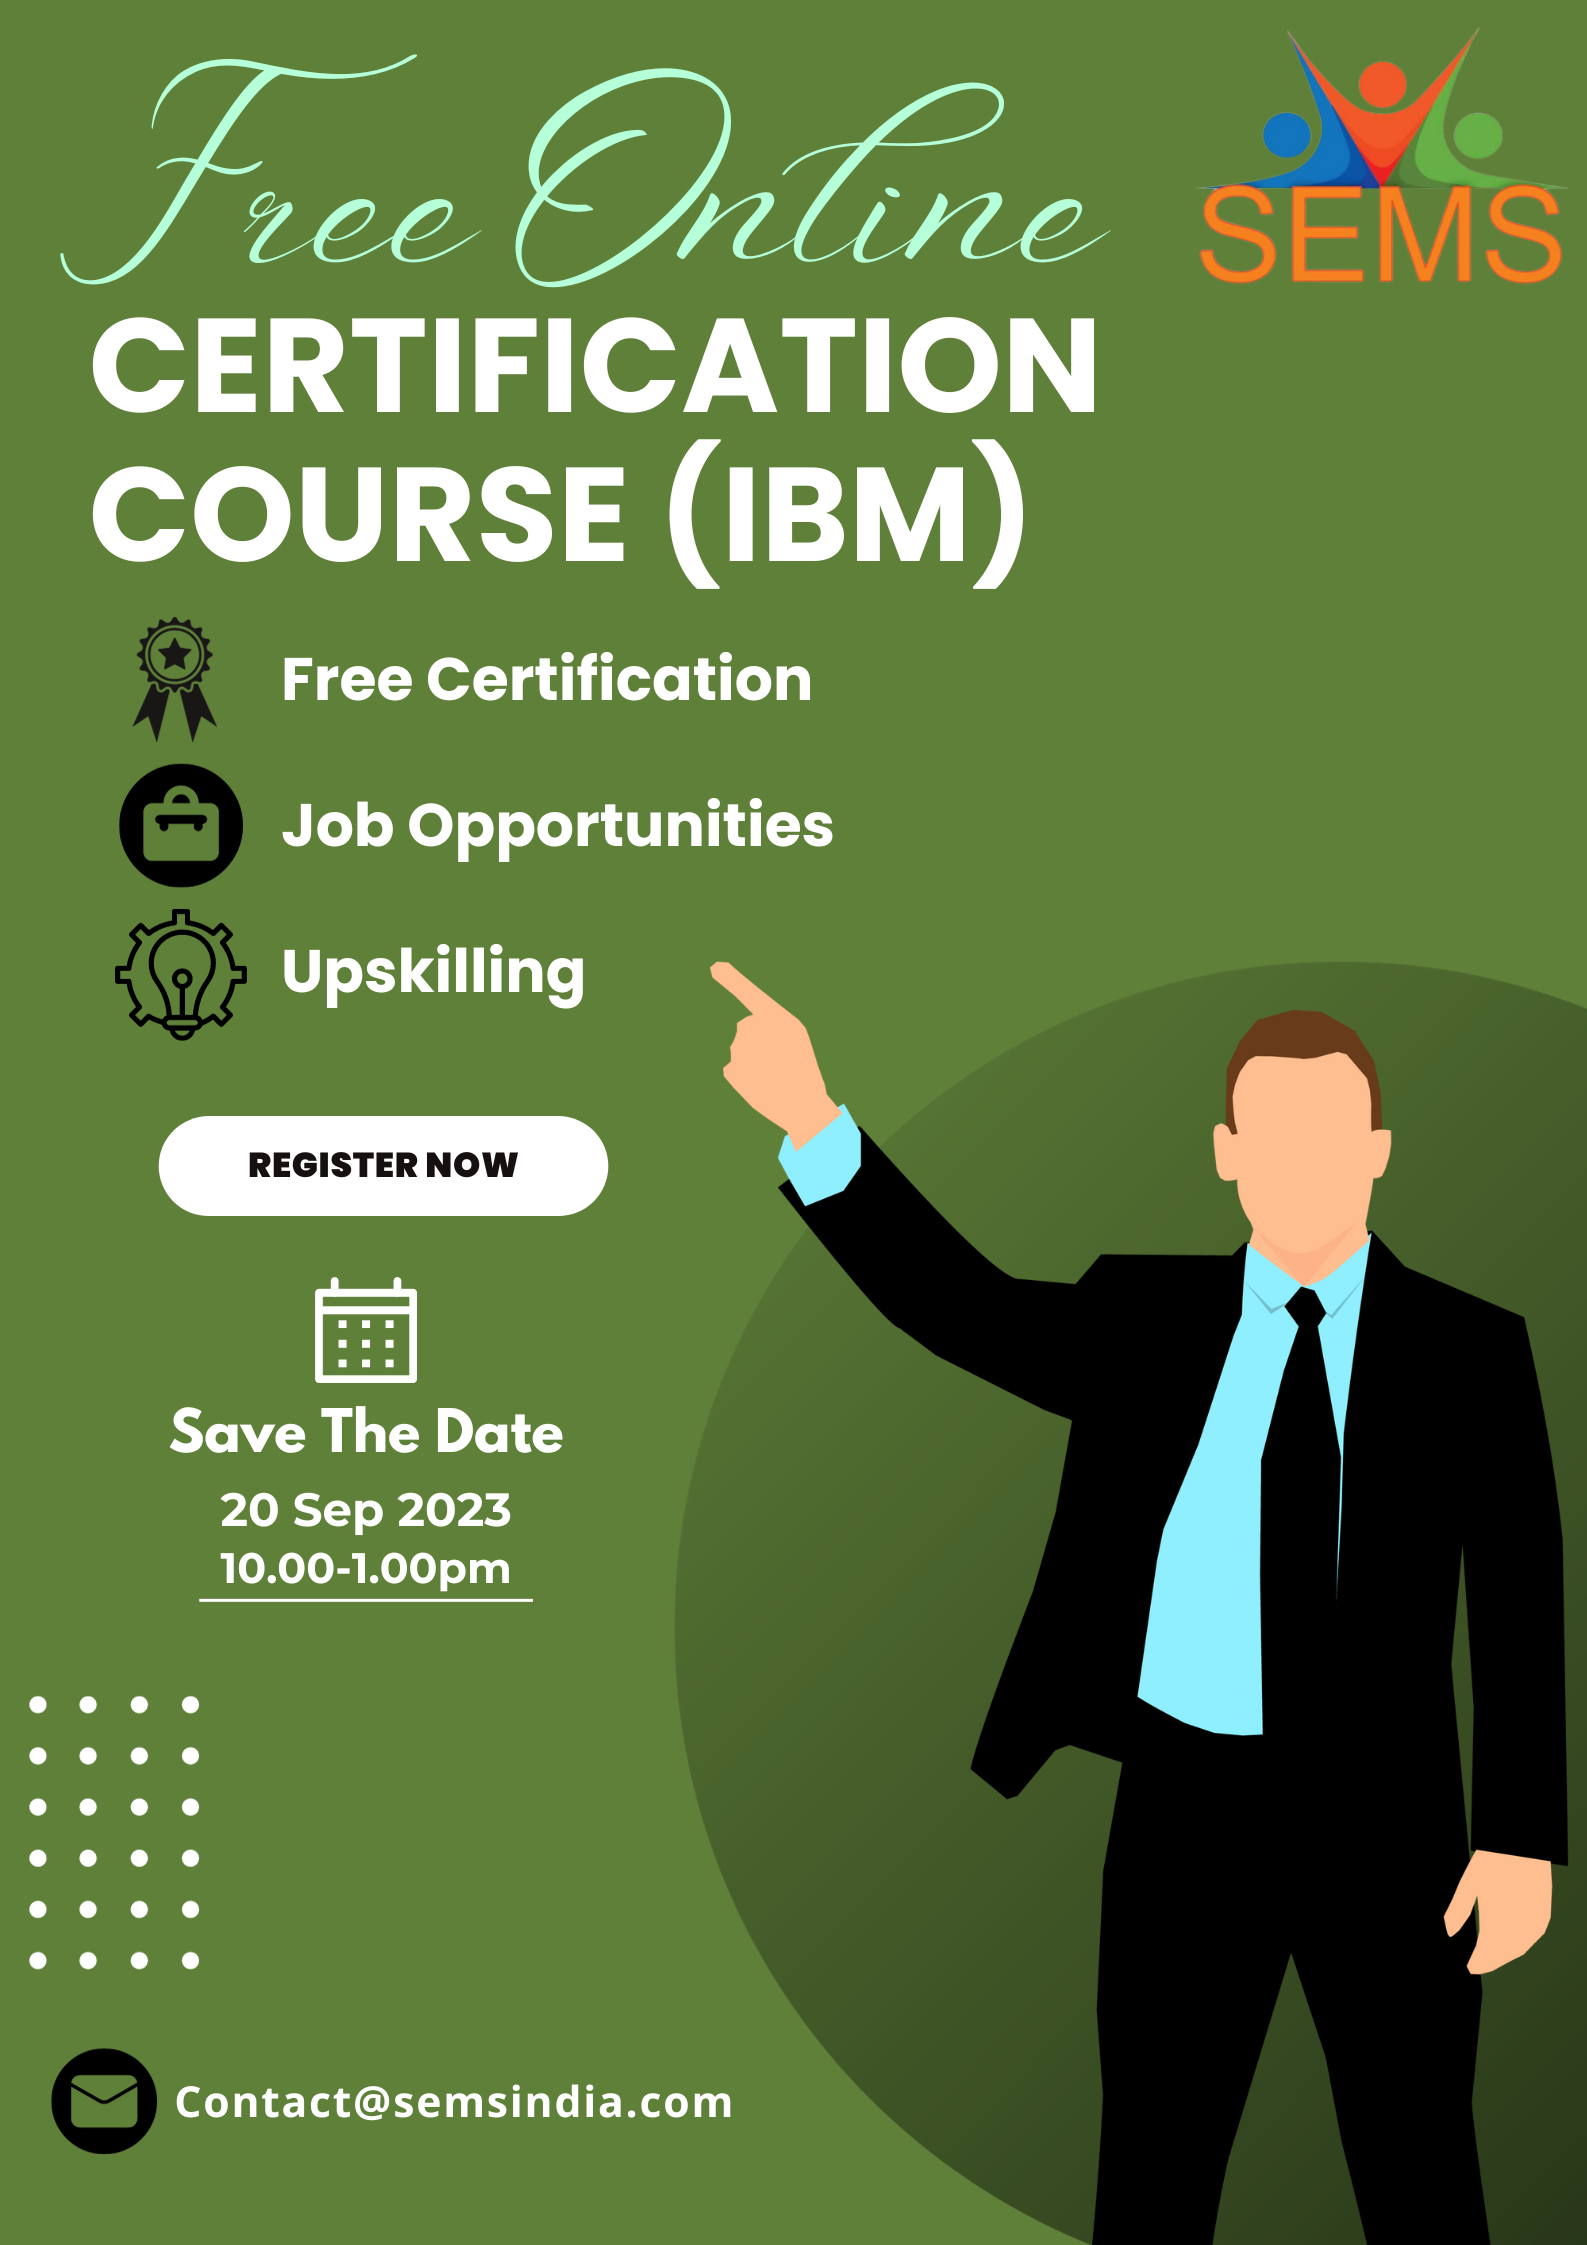 Free Online
SEMS
CERTIFICATION
COURSE (IBM)
Free Certification
Job Opportunities
Upskilling
REGISTER NOW
Save The Date
20 Sep 2023
10.00-1.00pm
Contact@semsindia.com